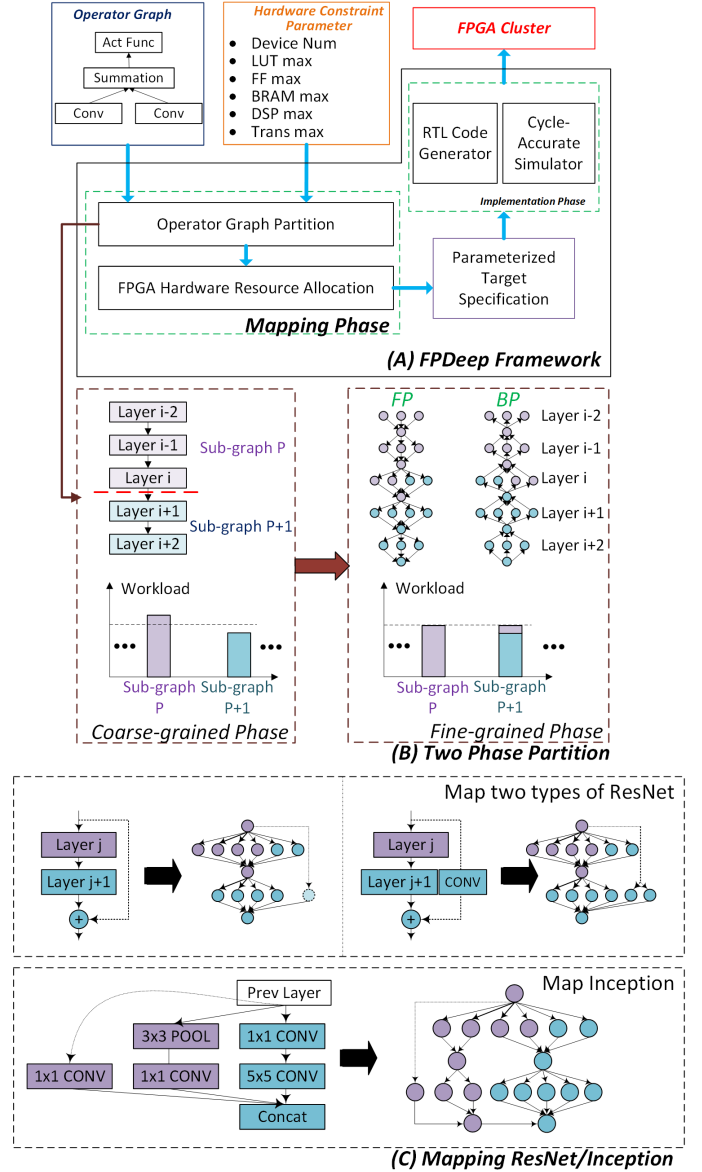 Operator Graph
Act Func
Summation
Conv
Conv
Hardware Constraint
Parameter
● Device Num
● LUT max
● FF max
● BRAM max
● DSP max
● Trans max
FPGA Cluster
RTL Code
Generator
Cycle-
Accurate
Simulator
Implementation Phase
Operator Graph Partition
FPGA Hardware Resource Allocation
Mapping Phase
Parameterized
Target
Specification
(A) FPDeep Framework
Layer i-2
Layer i-1
Layer i
Layer i+1
Layer i+2
Sub-graph P
Sub-graph P+1
Workload
•••
•••
Sub-graph
P
Sub-graph
P+1
Coarse-grained Phase
FP
BP
Layer i-2
Layer i-1
Layer i
Layer i+1
Layer i+2
Workload
•••
•••
Sub-graph
P
Sub-graph
P+1
Fine-grained Phase
(B) Two Phase Partition
Map two types of ResNet
Layer j
Layer j+1
+
Layer j
Layer j+1
CONV
+
Map Inception
Prev Layer
3x3 POOL
1x1 CONV
1x1 CONV
1x1 CONV
5x5 CONV
Concat
(C) Mapping ResNet/Inception